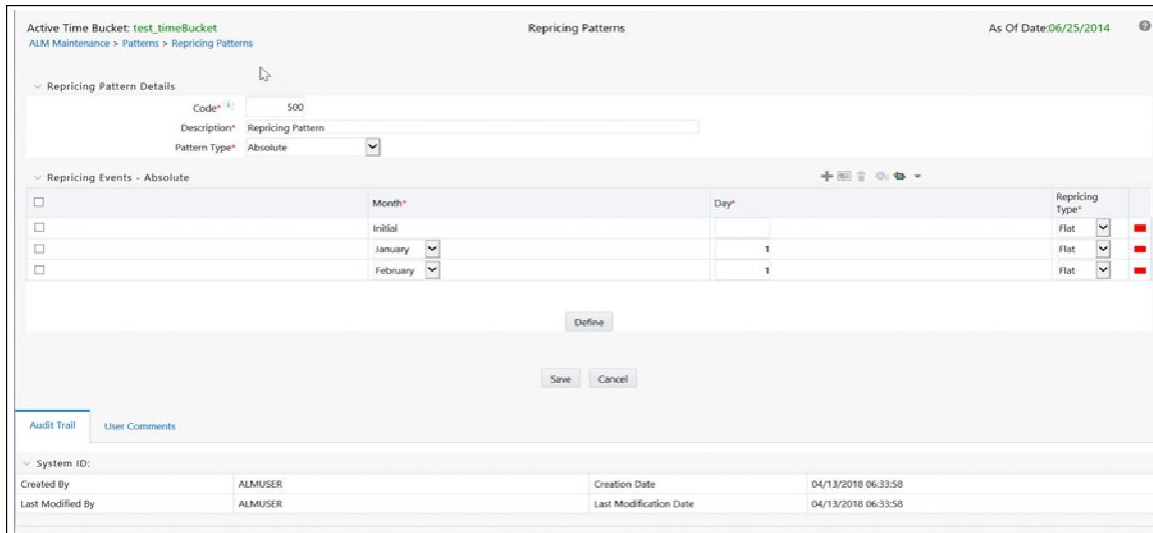 Active Time Bucket: test_timeBucket Repricing Patterns As Of Date:06/25/2014
ALM Maintenance > Patterns > Repricing Patterns
Repricing Pattern Details
Code* 500
Description* Repricing Pattern
Pattern Type* Absolute
Repricing Events - Absolute
Month* Day* Repricing Type*
Initial Flat
January 1 Flat
February 1 Flat
Define
Save Cancel
Audit Trail User Comments
System ID:
Created By ALMUSER Creation Date 04/13/2018 06:33:58
Last Modified By ALMUSER Last Modification Date 04/13/2018 06:33:58